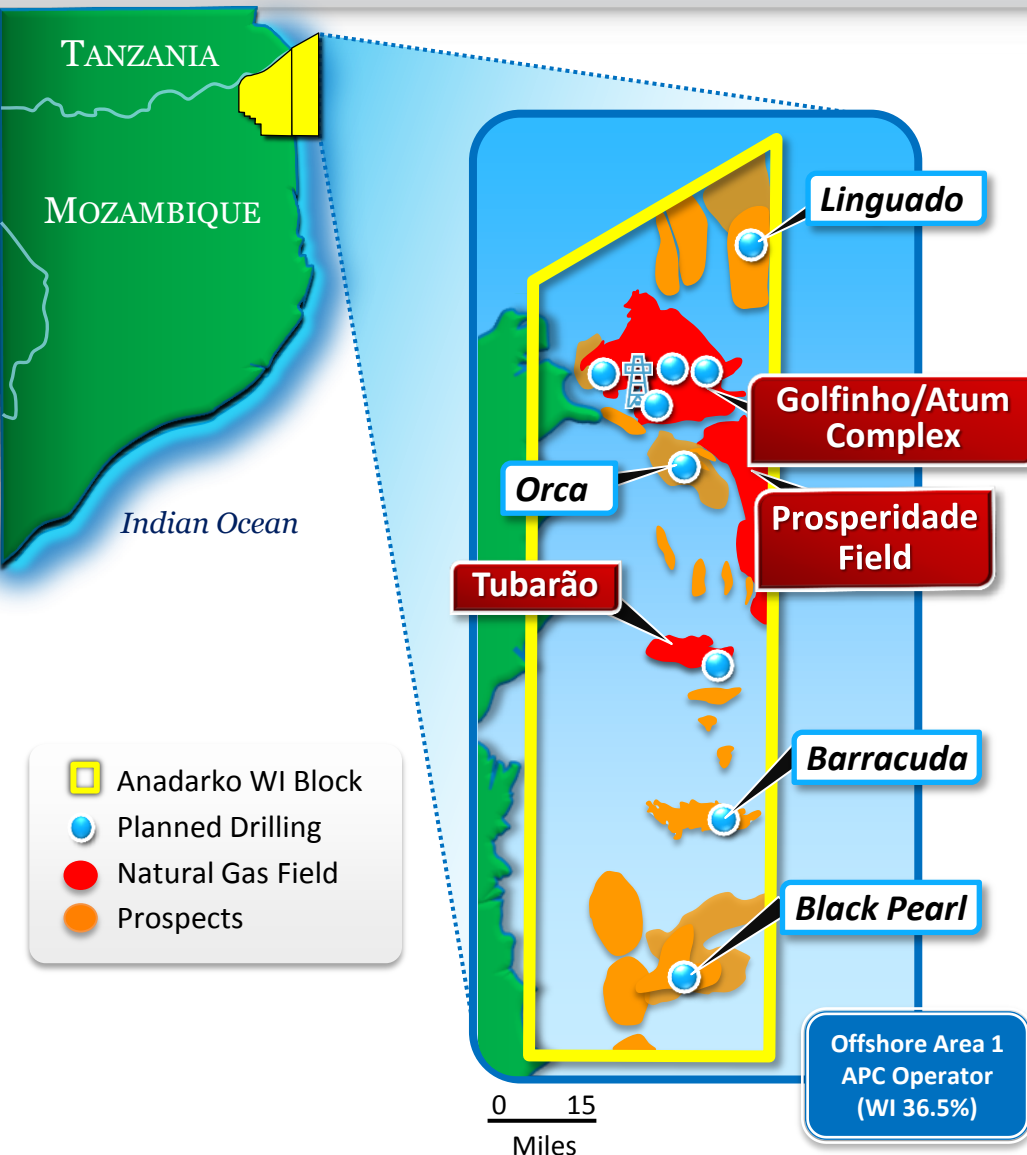 TANZANIA
MOZAMBIQUE
Indian Ocean
Linguado
Golfinho/Atum
Complex
Orca
Prosperidade
Field
Tubarão
Barracuda
Black Pearl
Anadarko WI Block
Planned Drilling
Natural Gas Field
Prospects
Offshore Area 1
APC Operator
(WI 36.5%)
0 15
Miles